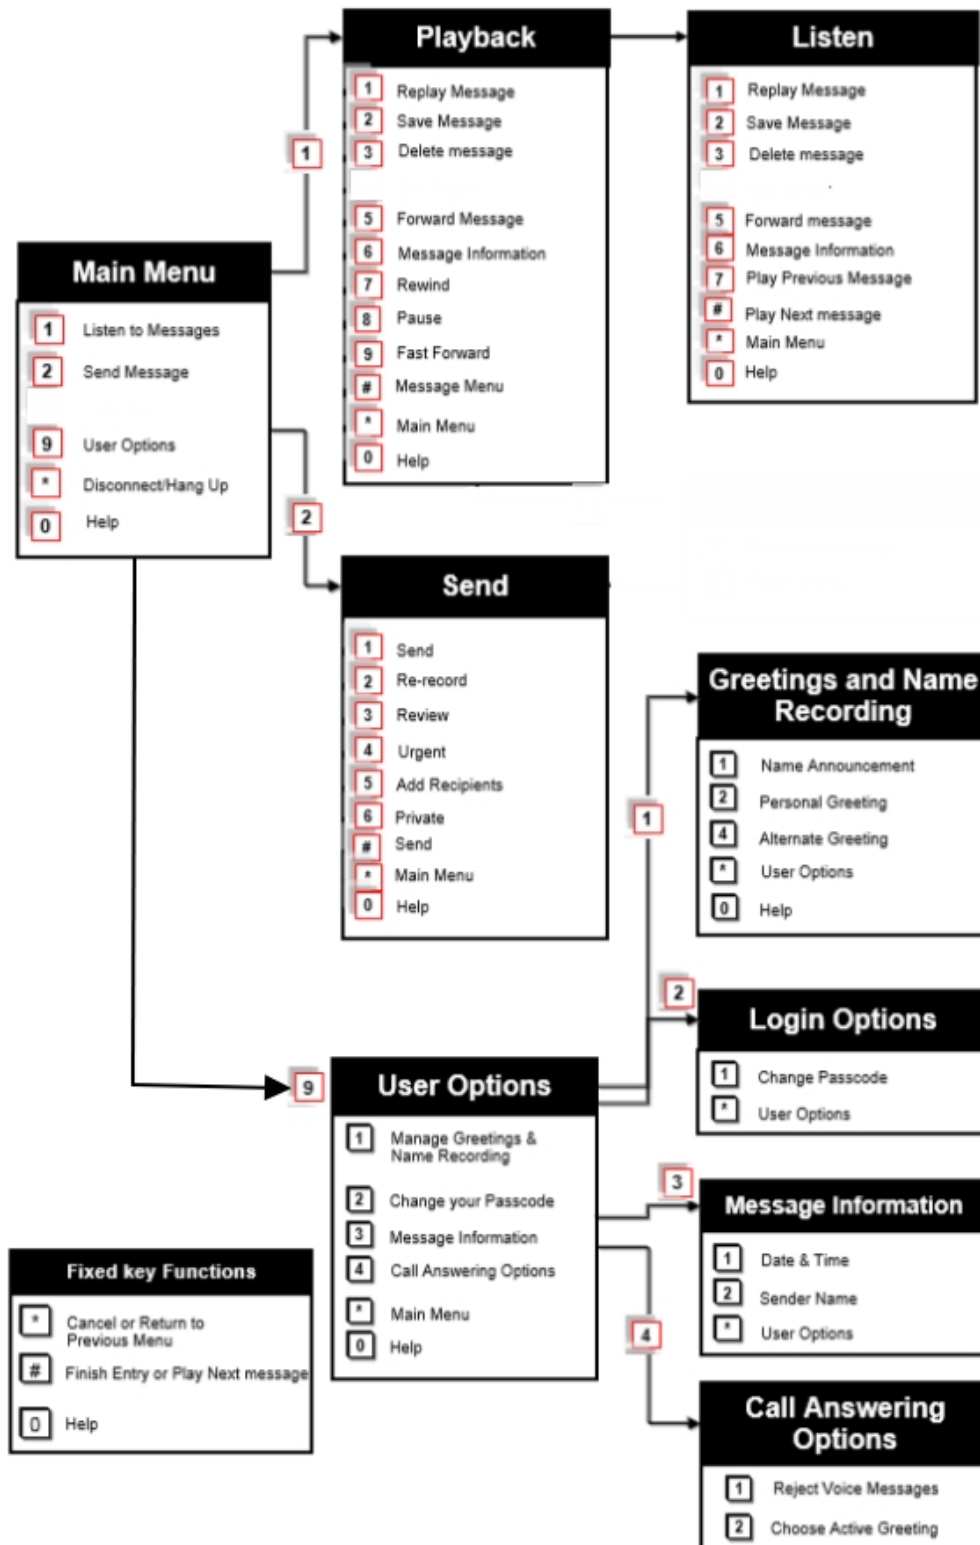 Playback
1 Replay Message
2 Save Message
3 Delete message
5 Forward Message
6 Message Information
7 Rewind
8 Pause
9 Fast Forward
# Message Menu
* Main Menu
0 Help
Listen
1 Replay Message
2 Save Message
3 Delete message
5 Forward message
6 Message Information
7 Play Previous Message
# Play Next message
* Main Menu
0 Help
1
Main Menu
1 Listen to Messages
2 Send Message
9 User Options
* Disconnect/Hang Up
0 Help
2
Send
1 Send
2 Re-record
3 Review
4 Urgent
5 Add Recipients
6 Private
# Send
* Main Menu
0 Help
Greetings and Name
Recording
1 Name Announcement
2 Personal Greeting
4 Alternate Greeting
* User Options
0 Help
1
2
Login Options
1 Change Passcode
* User Options
9
User Options
1 Manage Greetings &
Name Recording
2 Change your Passcode
3 Message Information
4 Call Answering Options
* Main Menu
0 Help
3
Message Information
1 Date & Time
2 Sender Name
* User Options
4
Fixed key Functions
* Cancel or Return to
Previous Menu
# Finish Entry or Play Next message
0 Help
Call Answering
Options
1 Reject Voice Messages
2 Choose Active Greeting